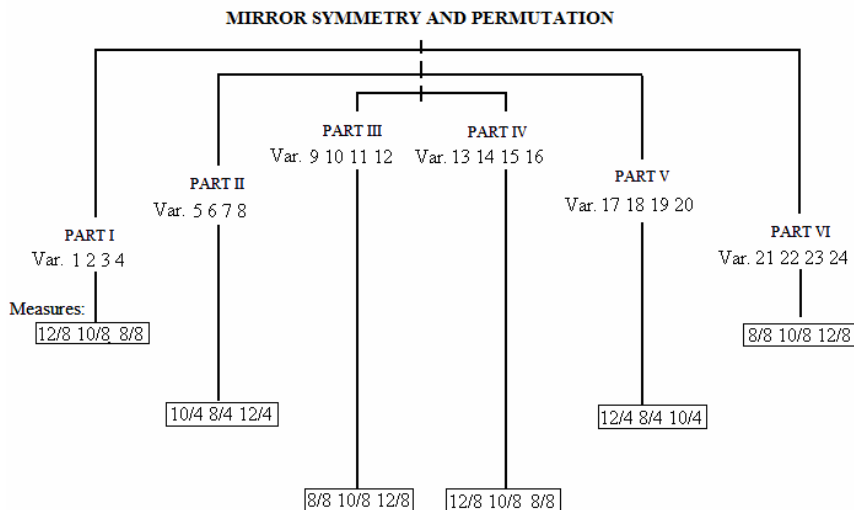 MIRROR SYMMETRY AND PERMUTATION
PART III
Var. 9 10 11 12
PART IV
Var. 13 14 15 16
PART II
Var. 5 6 7 8
PART V
Var. 17 18 19 20
PART I
Var. 1 2 3 4
PART VI
Var. 21 22 23 24
Measures:
12/8 10/8 8/8
8/8 10/8 12/8
10/4 8/4 12/4
12/4 8/4 10/4
8/8 10/8 12/8
12/8 10/8 8/8